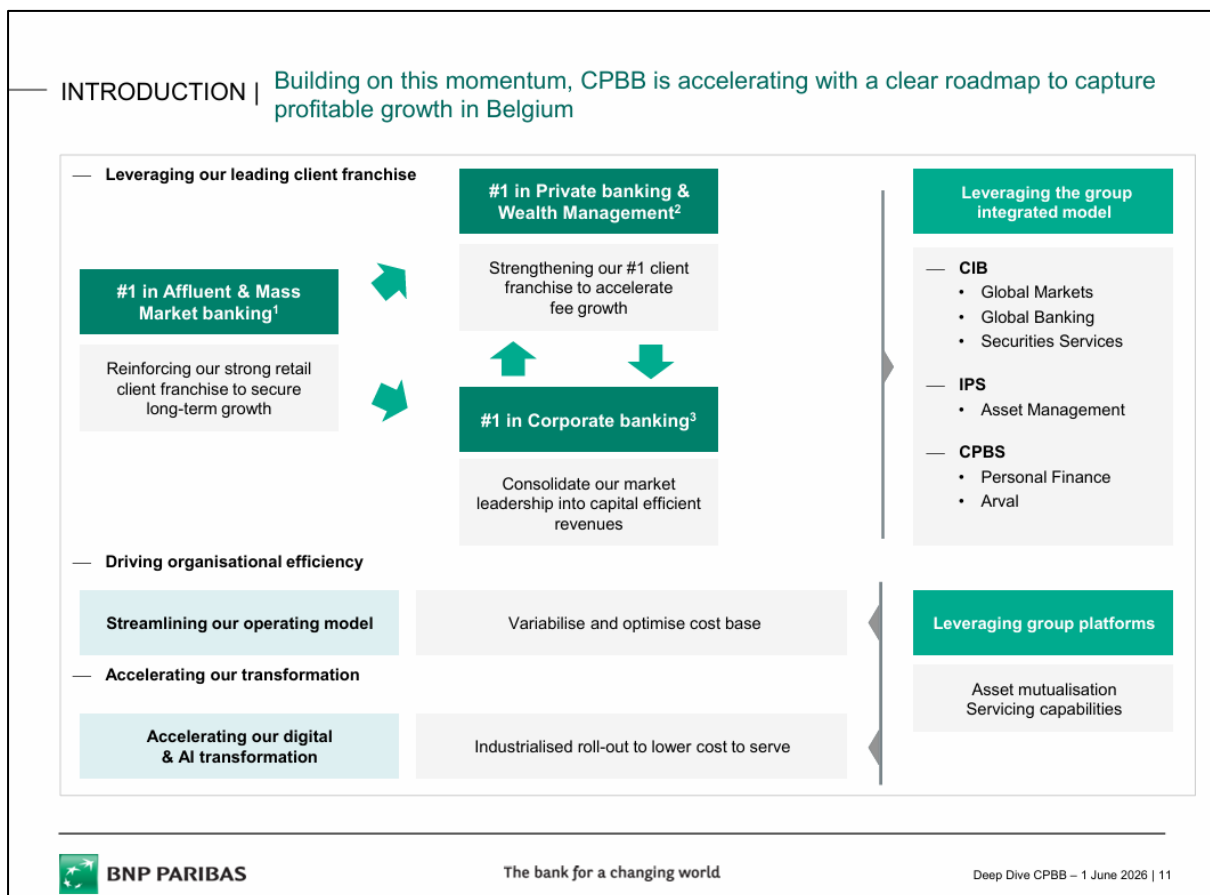 INTRODUCTION |
Building on this momentum, CPBB is accelerating with a clear roadmap to capture
profitable growth in Belgium
— Leveraging our leading client franchise
#1 in Affluent & Mass
Market banking¹
Reinforcing our strong retail
client franchise to secure
long-term growth
#1 in Private banking &
Wealth Management²
Strengthening our #1 client
franchise to accelerate
fee growth
#1 in Corporate banking³
Consolidate our market
leadership into capital efficient
revenues
Leveraging the group
integrated model
— CIB
• Global Markets
• Global Banking
• Securities Services
— IPS
• Asset Management
— CPBS
• Personal Finance
• Arval
— Driving organisational efficiency
Streamlining our operating model
Variabilise and optimise cost base
— Accelerating our transformation
Accelerating our digital
& AI transformation
Industrialised roll-out to lower cost to serve
Leveraging group platforms
Asset mutualisation
Servicing capabilities
BNP PARIBAS
The bank for a changing world
Deep Dive CPBB – 1 June 2026 | 11